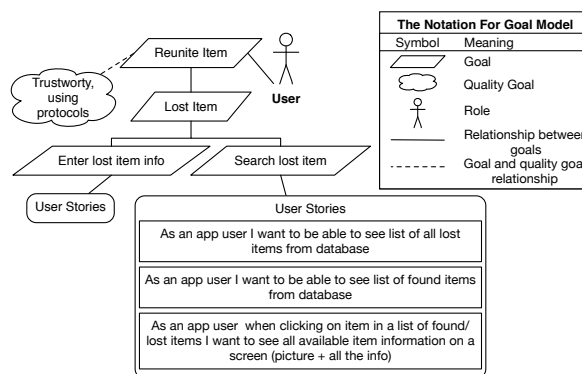 Reunite Item
Trustworty,
using
protocols
User
Lost Item
Enter lost item info
Search lost item
User Stories
User Stories
As an app user I want to be able to see list of all lost
items from database
As an app user I want to be able to see list of found items
from database
As an app user when clicking on item in a list of found/
lost items I want to see all available item information on a
screen (picture + all the info)
The Notation For Goal Model
Symbol Meaning
Goal
Quality Goal
Role
Relationship between
goals
Goal and quality goal
relationship